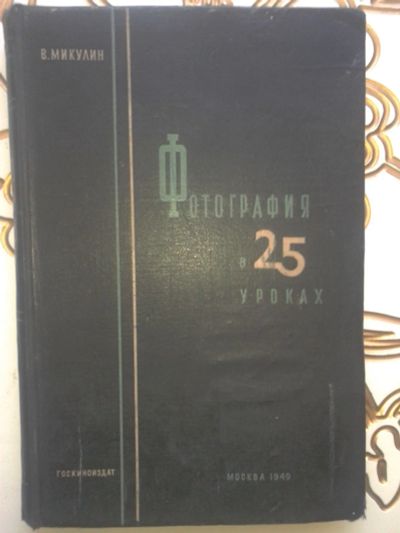 В. МИКУЛИН
ФОТОГРАФИЯ
В 25
УРОКАХ
ГОСКИНОИЗДАТ
МОСКВА 1949